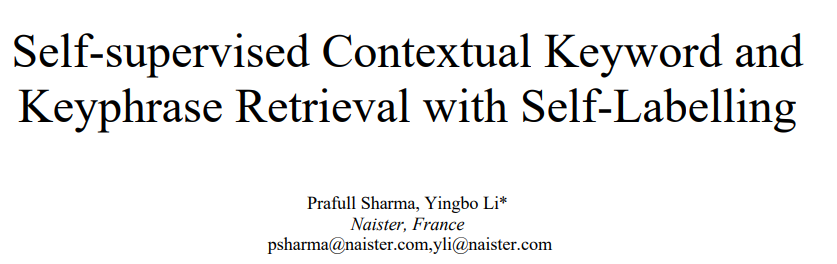 Self-supervised Contextual Keyword and
Keyphrase Retrieval with Self-Labelling
Prafull Sharma, Yingbo Li*
Naister, France
psharma@naister.com,yli@naister.com